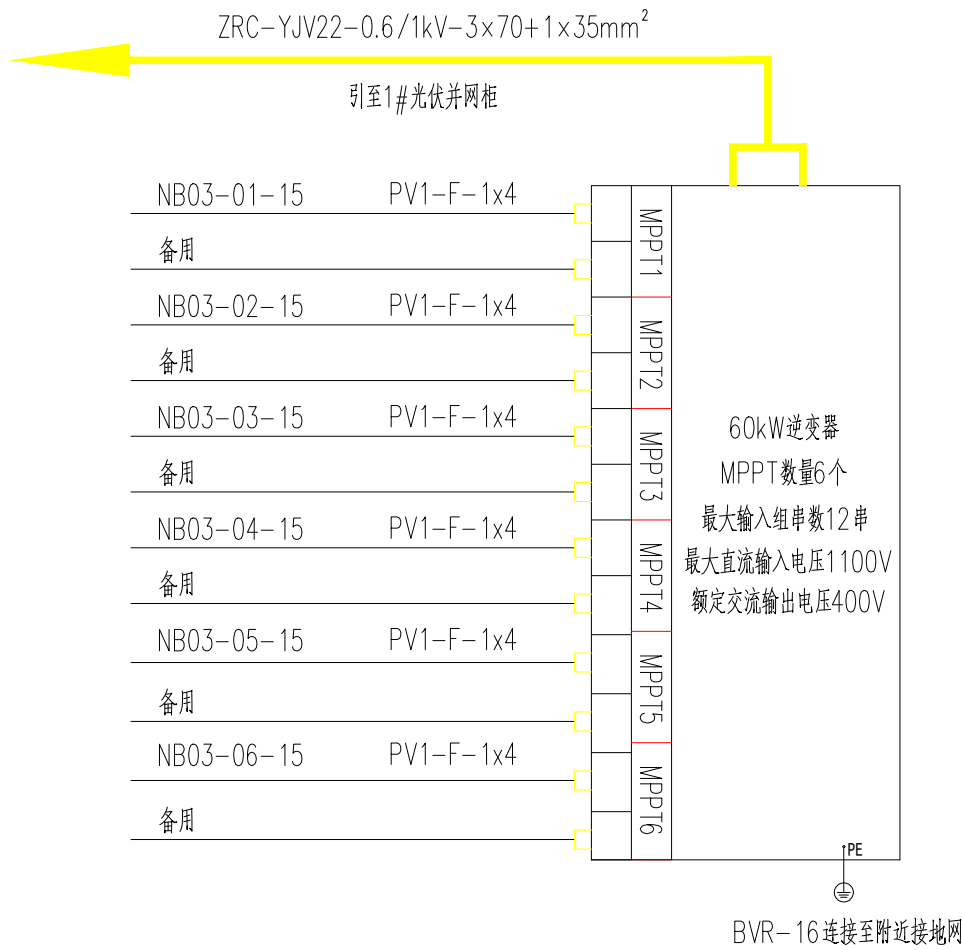 ZRC-YJV22-0.6/1kV-3×70+1×35mm²
引至1#光伏并网柜
NB03-01-15 PV1-F-1x4
备用
NB03-02-15 PV1-F-1x4
备用
NB03-03-15 PV1-F-1x4
备用
NB03-04-15 PV1-F-1x4
备用
NB03-05-15 PV1-F-1x4
备用
NB03-06-15 PV1-F-1x4
备用
MPPT1
MPPT2
MPPT3
MPPT4
MPPT5
MPPT6
60kW逆变器
MPPT数量6个
最大输入组串数12串
最大直流输入电压1100V
额定交流输出电压400V
PE
BVR-16连接至附近接地网